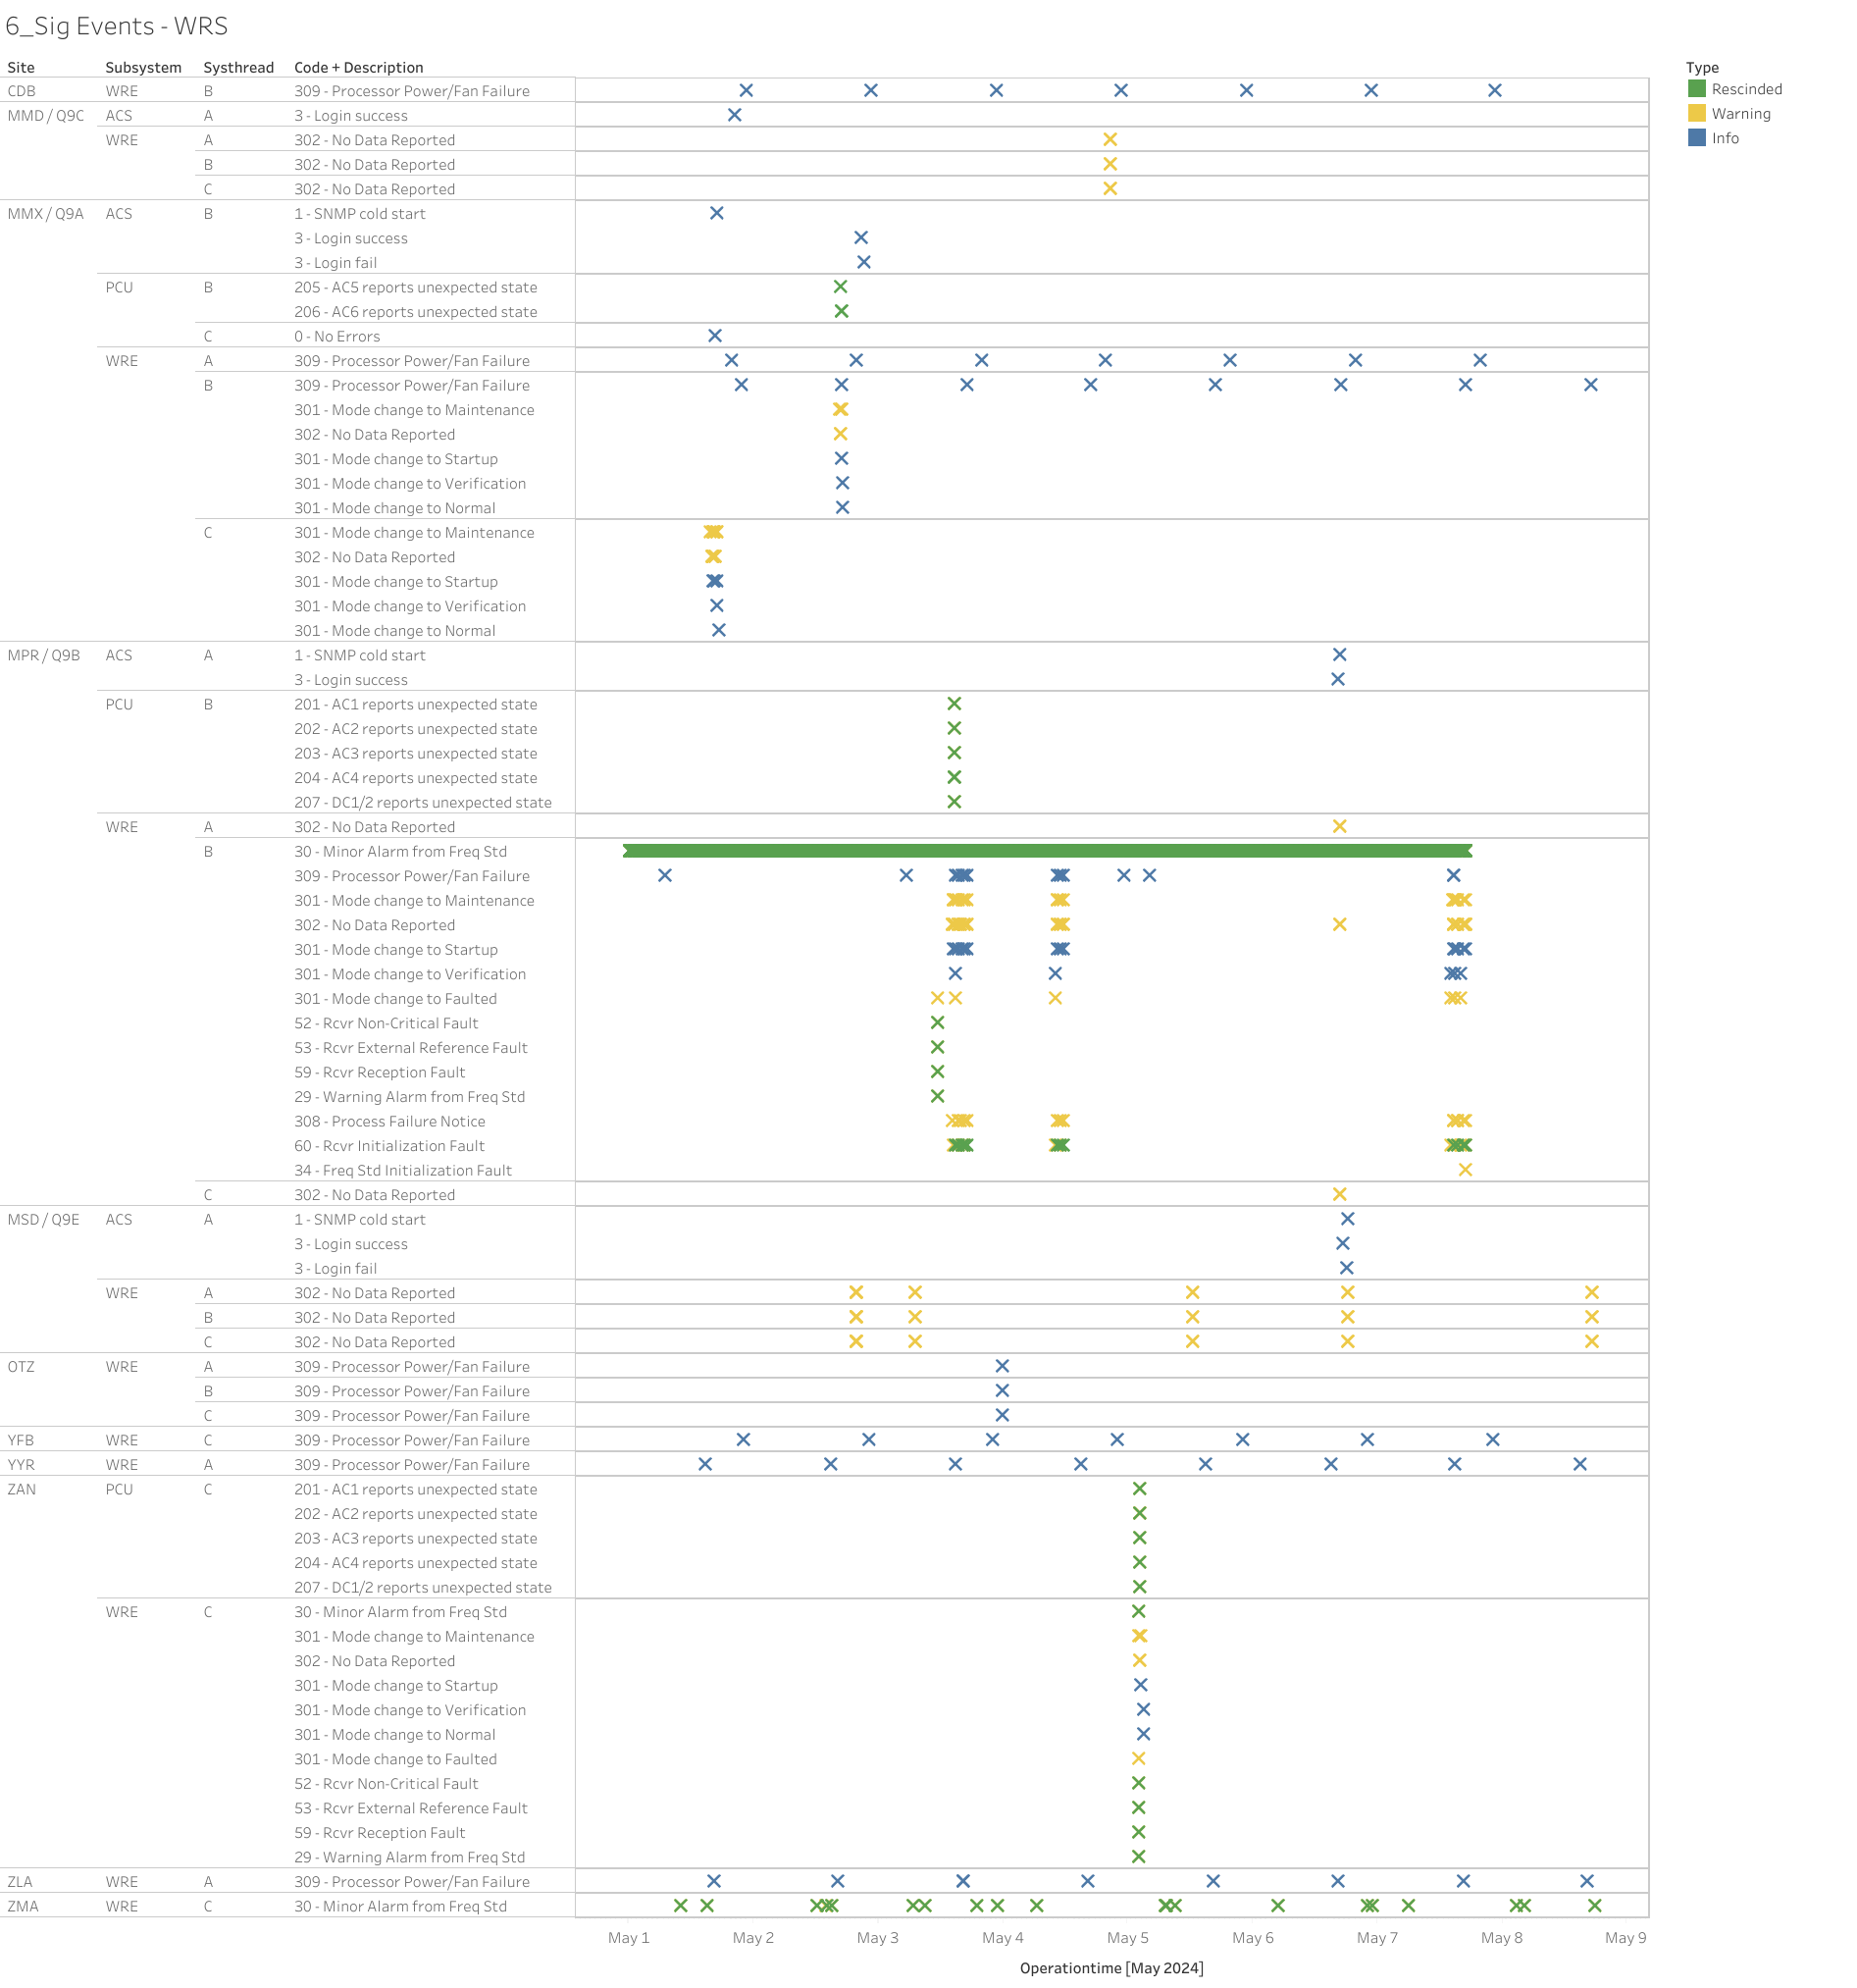 6_Sig Events - WRS
Site Subsystem Systhread Code + Description
Type
Rescinded
Warning
Info
CDB WRE B 309 - Processor Power/Fan Failure
MMD / Q9C ACS A 3 - Login success
WRE A 302 - No Data Reported
B 302 - No Data Reported
C 302 - No Data Reported
MMX / Q9A ACS B 1 - SNMP cold start
3 - Login success
3 - Login fail
PCU B 205 - AC5 reports unexpected state
206 - AC6 reports unexpected state
C 0 - No Errors
WRE A 309 - Processor Power/Fan Failure
B 309 - Processor Power/Fan Failure
301 - Mode change to Maintenance
302 - No Data Reported
301 - Mode change to Startup
301 - Mode change to Verification
301 - Mode change to Normal
C 301 - Mode change to Maintenance
302 - No Data Reported
301 - Mode change to Startup
301 - Mode change to Verification
301 - Mode change to Normal
MPR / Q9B ACS A 1 - SNMP cold start
3 - Login success
PCU B 201 - AC1 reports unexpected state
202 - AC2 reports unexpected state
203 - AC3 reports unexpected state
204 - AC4 reports unexpected state
207 - DC1/2 reports unexpected state
WRE A 302 - No Data Reported
B 30 - Minor Alarm from Freq Std
309 - Processor Power/Fan Failure
301 - Mode change to Maintenance
302 - No Data Reported
301 - Mode change to Startup
301 - Mode change to Verification
301 - Mode change to Faulted
52 - Rcvr Non-Critical Fault
53 - Rcvr External Reference Fault
59 - Rcvr Reception Fault
29 - Warning Alarm from Freq Std
308 - Process Failure Notice
60 - Rcvr Initialization Fault
34 - Freq Std Initialization Fault
C 302 - No Data Reported
MSD / Q9E ACS A 1 - SNMP cold start
3 - Login success
3 - Login fail
WRE A 302 - No Data Reported
B 302 - No Data Reported
C 302 - No Data Reported
OTZ WRE A 309 - Processor Power/Fan Failure
B 309 - Processor Power/Fan Failure
C 309 - Processor Power/Fan Failure
YFB WRE C 309 - Processor Power/Fan Failure
YYR WRE A 309 - Processor Power/Fan Failure
ZAN PCU C 201 - AC1 reports unexpected state
202 - AC2 reports unexpected state
203 - AC3 reports unexpected state
204 - AC4 reports unexpected state
207 - DC1/2 reports unexpected state
WRE C 30 - Minor Alarm from Freq Std
301 - Mode change to Maintenance
302 - No Data Reported
301 - Mode change to Startup
301 - Mode change to Verification
301 - Mode change to Normal
301 - Mode change to Faulted
52 - Rcvr Non-Critical Fault
53 - Rcvr External Reference Fault
59 - Rcvr Reception Fault
29 - Warning Alarm from Freq Std
ZLA WRE A 309 - Processor Power/Fan Failure
ZMA WRE C 30 - Minor Alarm from Freq Std
May 1 May 2 May 3 May 4 May 5 May 6 May 7 May 8 May 9
Operationtime [May 2024]